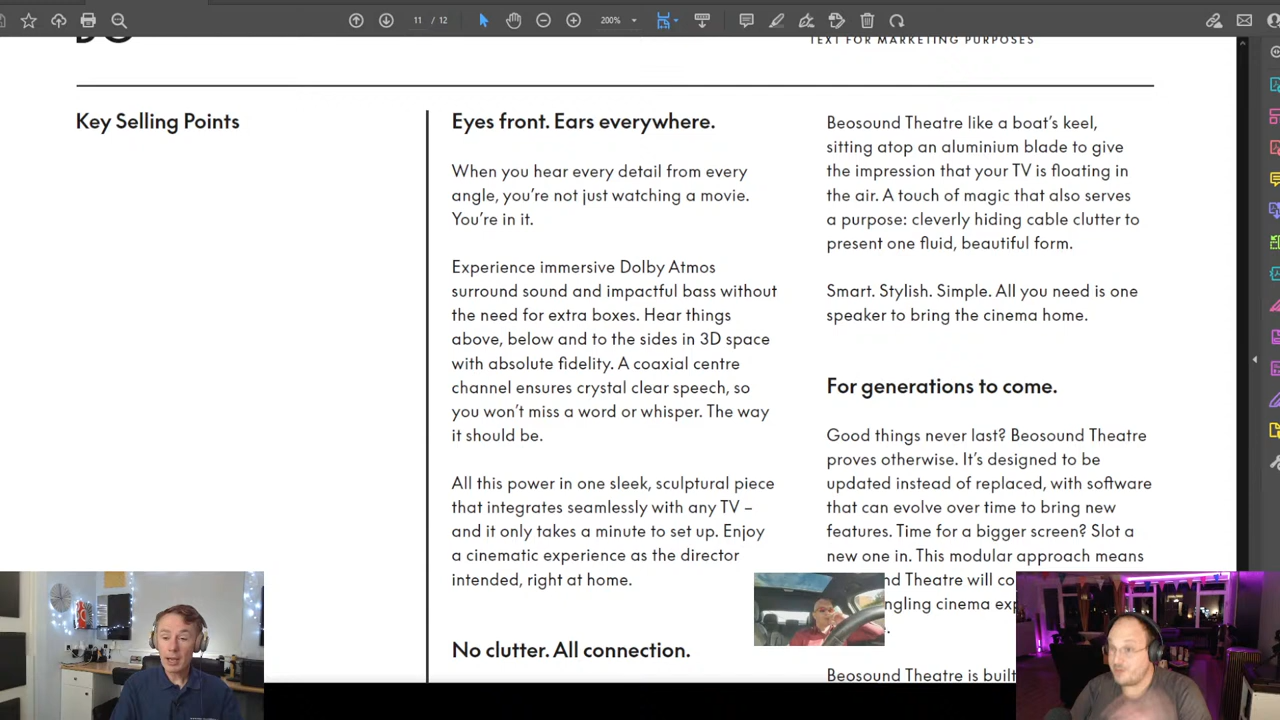 11 / 12
200%
TEXT FOR MARKETING PURPOSES
Key Selling Points
Eyes front. Ears everywhere.
When you hear every detail from every
angle, you're not just watching a movie.
You're in it.
Experience immersive Dolby Atmos
surround sound and impactful bass without
the need for extra boxes. Hear things
above, below and to the sides in 3D space
with absolute fidelity. A coaxial centre
channel ensures crystal clear speech, so
you won't miss a word or whisper. The way
it should be.
All this power in one sleek, sculptural piece
that integrates seamlessly with any TV –
and it only takes a minute to set up. Enjoy
a cinematic experience as the director
intended, right at home.
No clutter. All connection.
Beosound Theatre like a boat's keel,
sitting atop an aluminium blade to give
the impression that your TV is floating in
the air. A touch of magic that also serves
a purpose: cleverly hiding cable clutter to
present one fluid, beautiful form.
Smart. Stylish. Simple. All you need is one
speaker to bring the cinema home.
For generations to come.
Good things never last? Beosound Theatre
proves otherwise. It's designed to be
updated instead of replaced, with software
that can evolve over time to bring new
features. Time for a bigger screen? Slot a
new one in. This modular approach means
nd Theatre will co
ngling cinema exp
Beosound Theatre is built